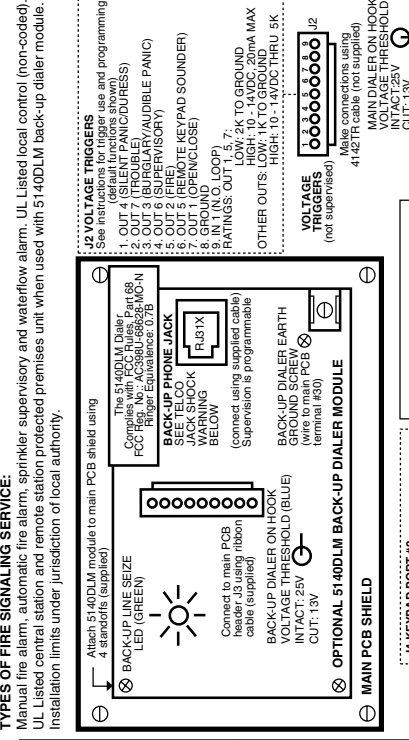 TYPES OF FIRE SIGNALING SERVICE:
Manual fire alarm, automatic fire alarm, sprinkler supervisory and waterflow alarm. UL Listed local control (non-coded).
UL Listed central station and remote station protected premises unit when used with 5140DLM back-up dialer module.
Installation limits under jurisdiction of local authority.
Attach 5140DLM module to main PCB shield using
4 standoffs (supplied)
BACK-UP LINE SEIZE
LED (GREEN)
The 5140DLM Dialer
Complies with FCC Rules, Part 68
FCC Reg. No.: AC398U-68628-MO-N
Ringer Equivalence: 0.7B
BACK-UP PHONE JACK
SEE TELCO
JACK SHOCK
WARNING
BELOW
RJ31X
(connect using supplied cable)
Supervision is programmable
Connect to main PCB
header J3 using ribbon
cable (supplied)
BACK-UP DIALER ON HOOK
VOLTAGE THRESHOLD (BLUE)
INTACT: 25V
CUT: 13V
BACK-UP DIALER EARTH
GROUND SCREW
(wire to main PCB
terminal #30)
OPTIONAL 5140DLM BACK-UP DIALER MODULE
MAIN PCB SHIELD
J2 VOLTAGE TRIGGERS
See instructions for trigger use and programming
(default functions shown)
1. OUT 4 (SILENT PANIC/DURESS)
2. OUT 7 (TROUBLE)
3. OUT 3 (BURGLARY/AUDIBLE PANIC)
4. OUT 6 (SUPERVISORY)
5. OUT 2 (FIRE)
6. OUT 5 (REMOTE KEYPAD SOUNDER)
7. OUT 1 (OPEN/CLOSE)
8. GROUND
9. IN 1 (N.O. LOOP)
RATINGS: OUT 1, 5, 7:
LOW: 2K TO GROUND
HIGH: 10 - 14VDC, 20mA MAX
OTHER OUTS: LOW: 1K TO GROUND
HIGH: 10 - 14VDC THRU 5K
VOLTAGE
TRIGGERS
(not supervised)
1 2 3 4 5 6 7 8 9
J2
Make connections using
4142TR cable (not supplied)
MAIN DIALER ON HOOK
VOLTAGE THRESHOLD
INTACT: 25V
CUT: 13V